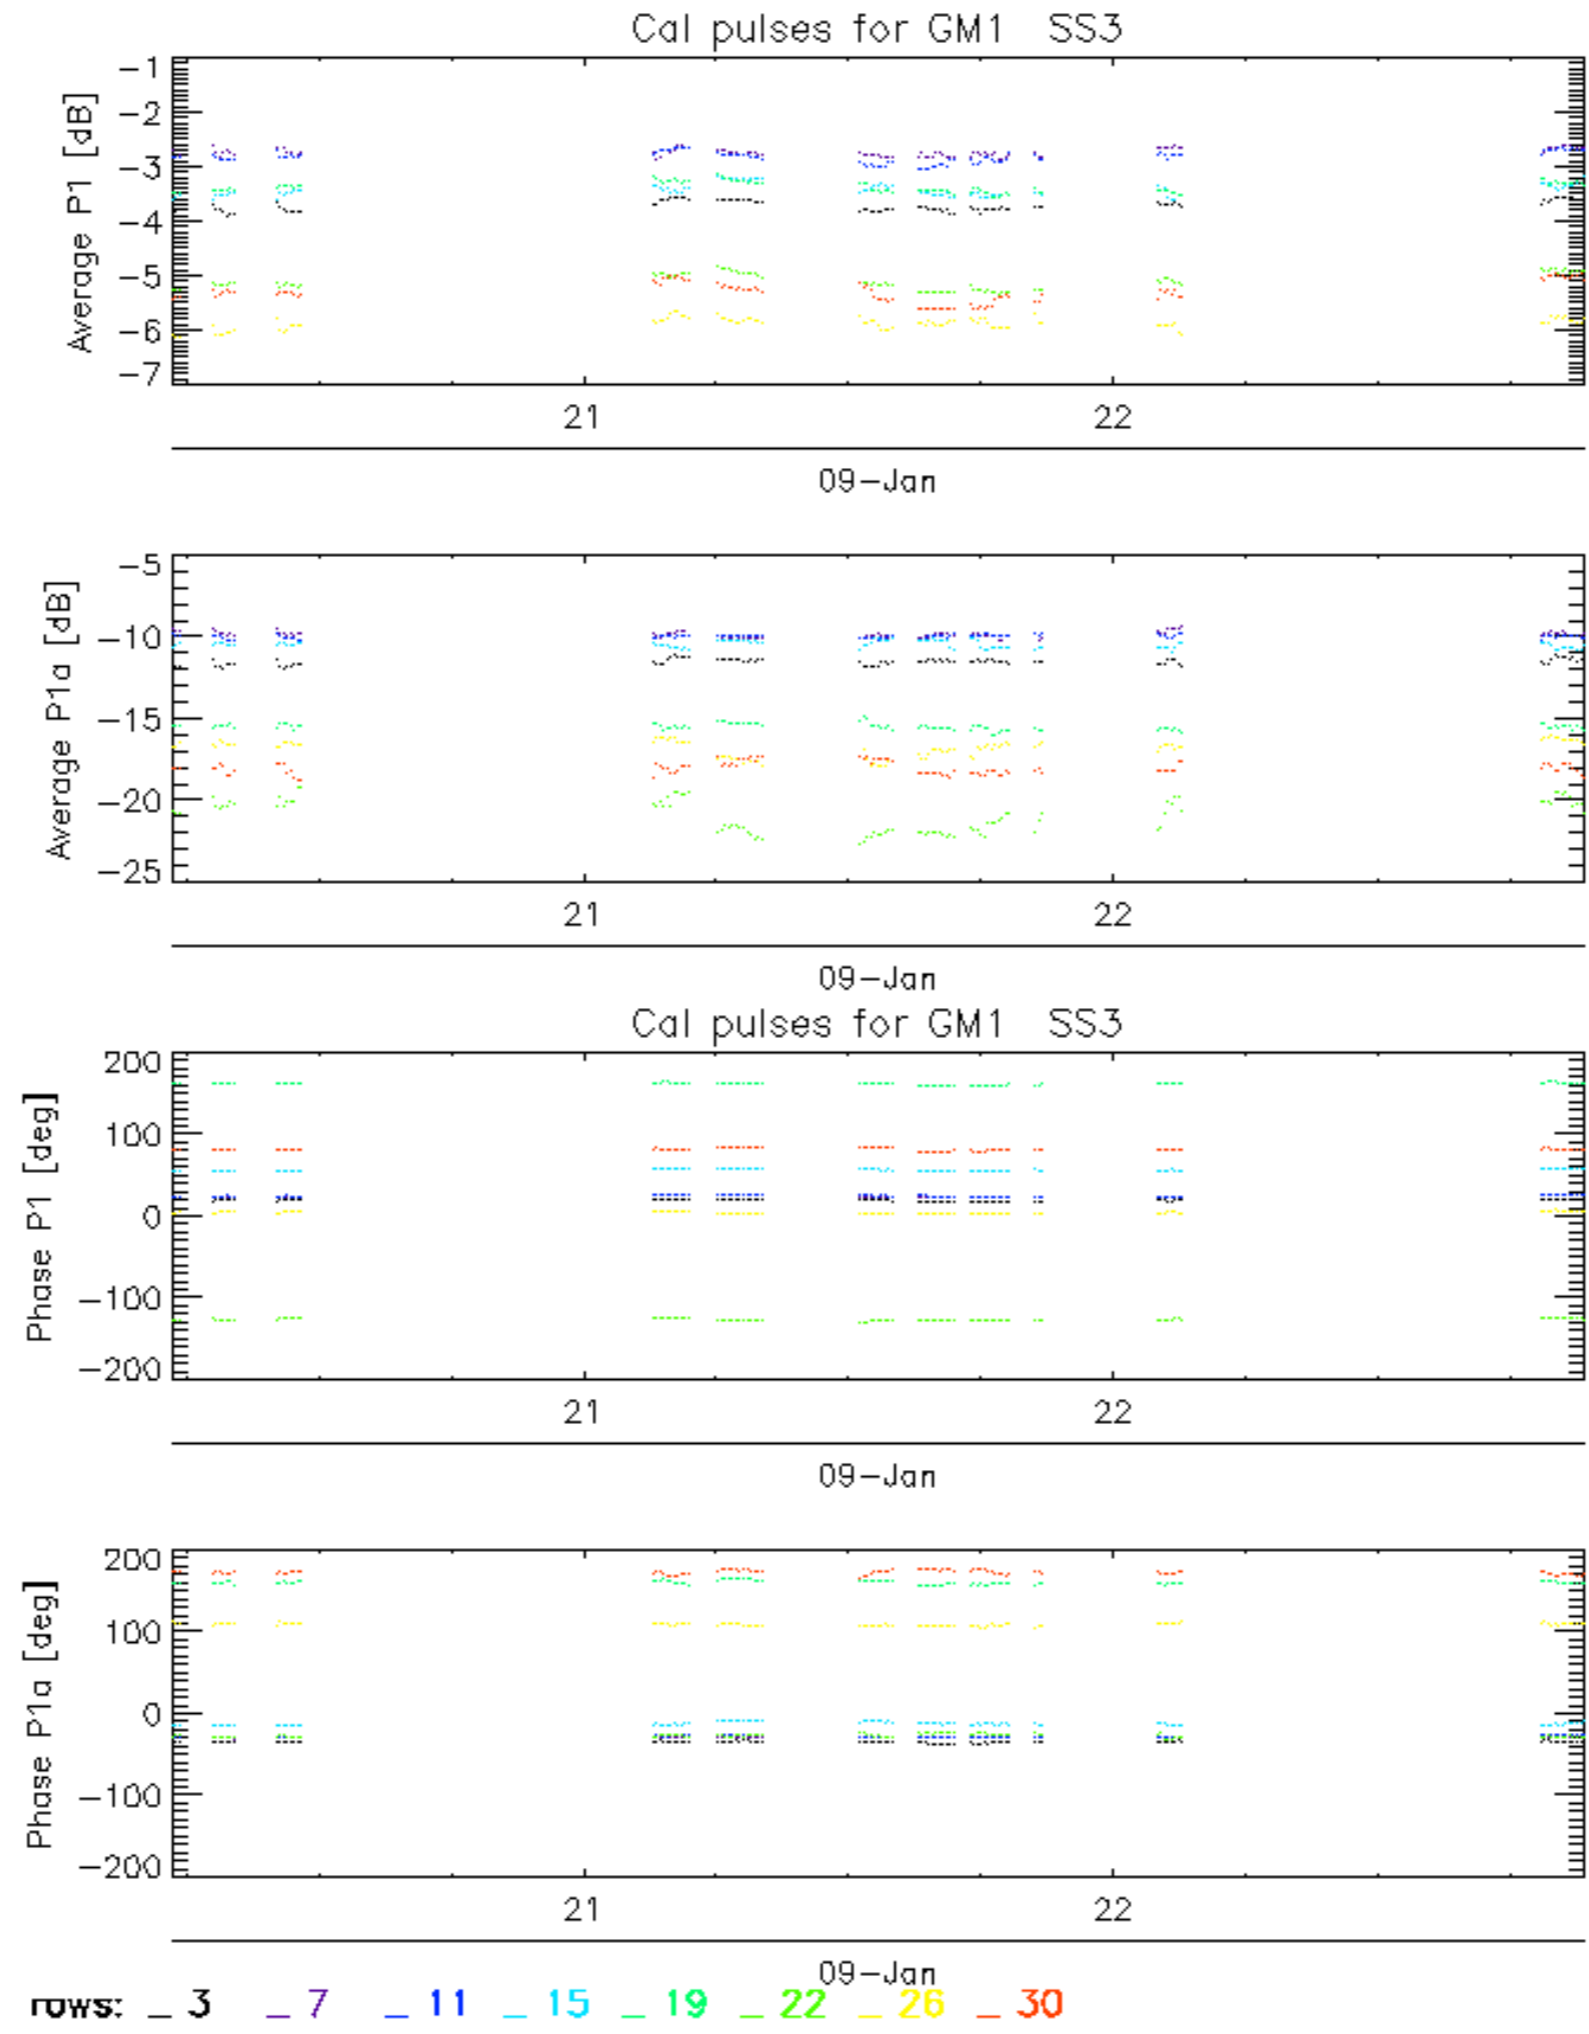 Cal pulses for GM1 SS3
Average P1 [dB]
-1
-2
-3
-4
-5
-6
-7
21 22
09-Jan
Average P1a [dB]
-5
-10
-15
-20
-25
21 22
09-Jan
Cal pulses for GM1 SS3
Phase P1 [deg]
200
100
0
-100
-200
21 22
09-Jan
Phase P1a [deg]
200
100
0
-100
-200
21 22
09-Jan
rows: _ 3 _ 7 _ 11 _ 15 _ 19 _ 22 _ 26 _ 30